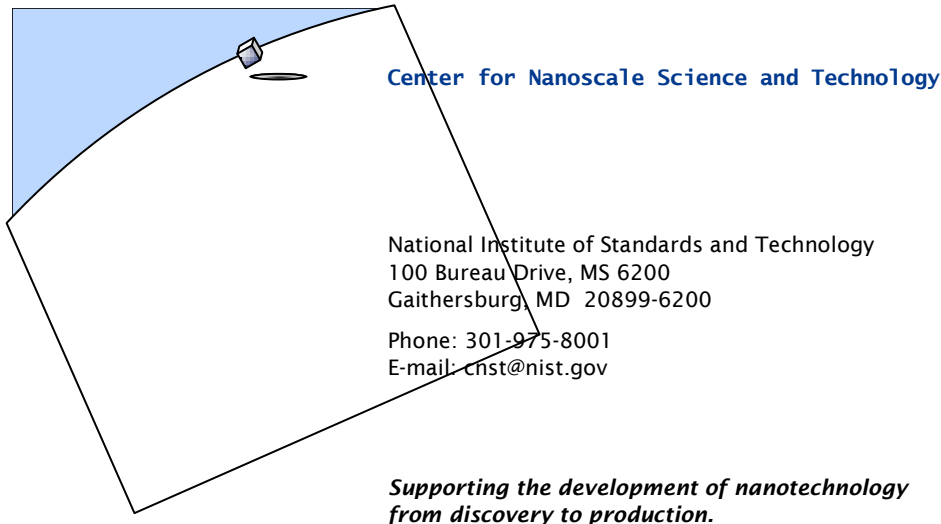 Center for Nanoscale Science and Technology
National Institute of Standards and Technology
100 Bureau Drive, MS 6200
Gaithersburg, MD  20899-6200
Phone: 301-975-8001
E-mail: cnst@nist.gov
Supporting the development of nanotechnology
from discovery to production.